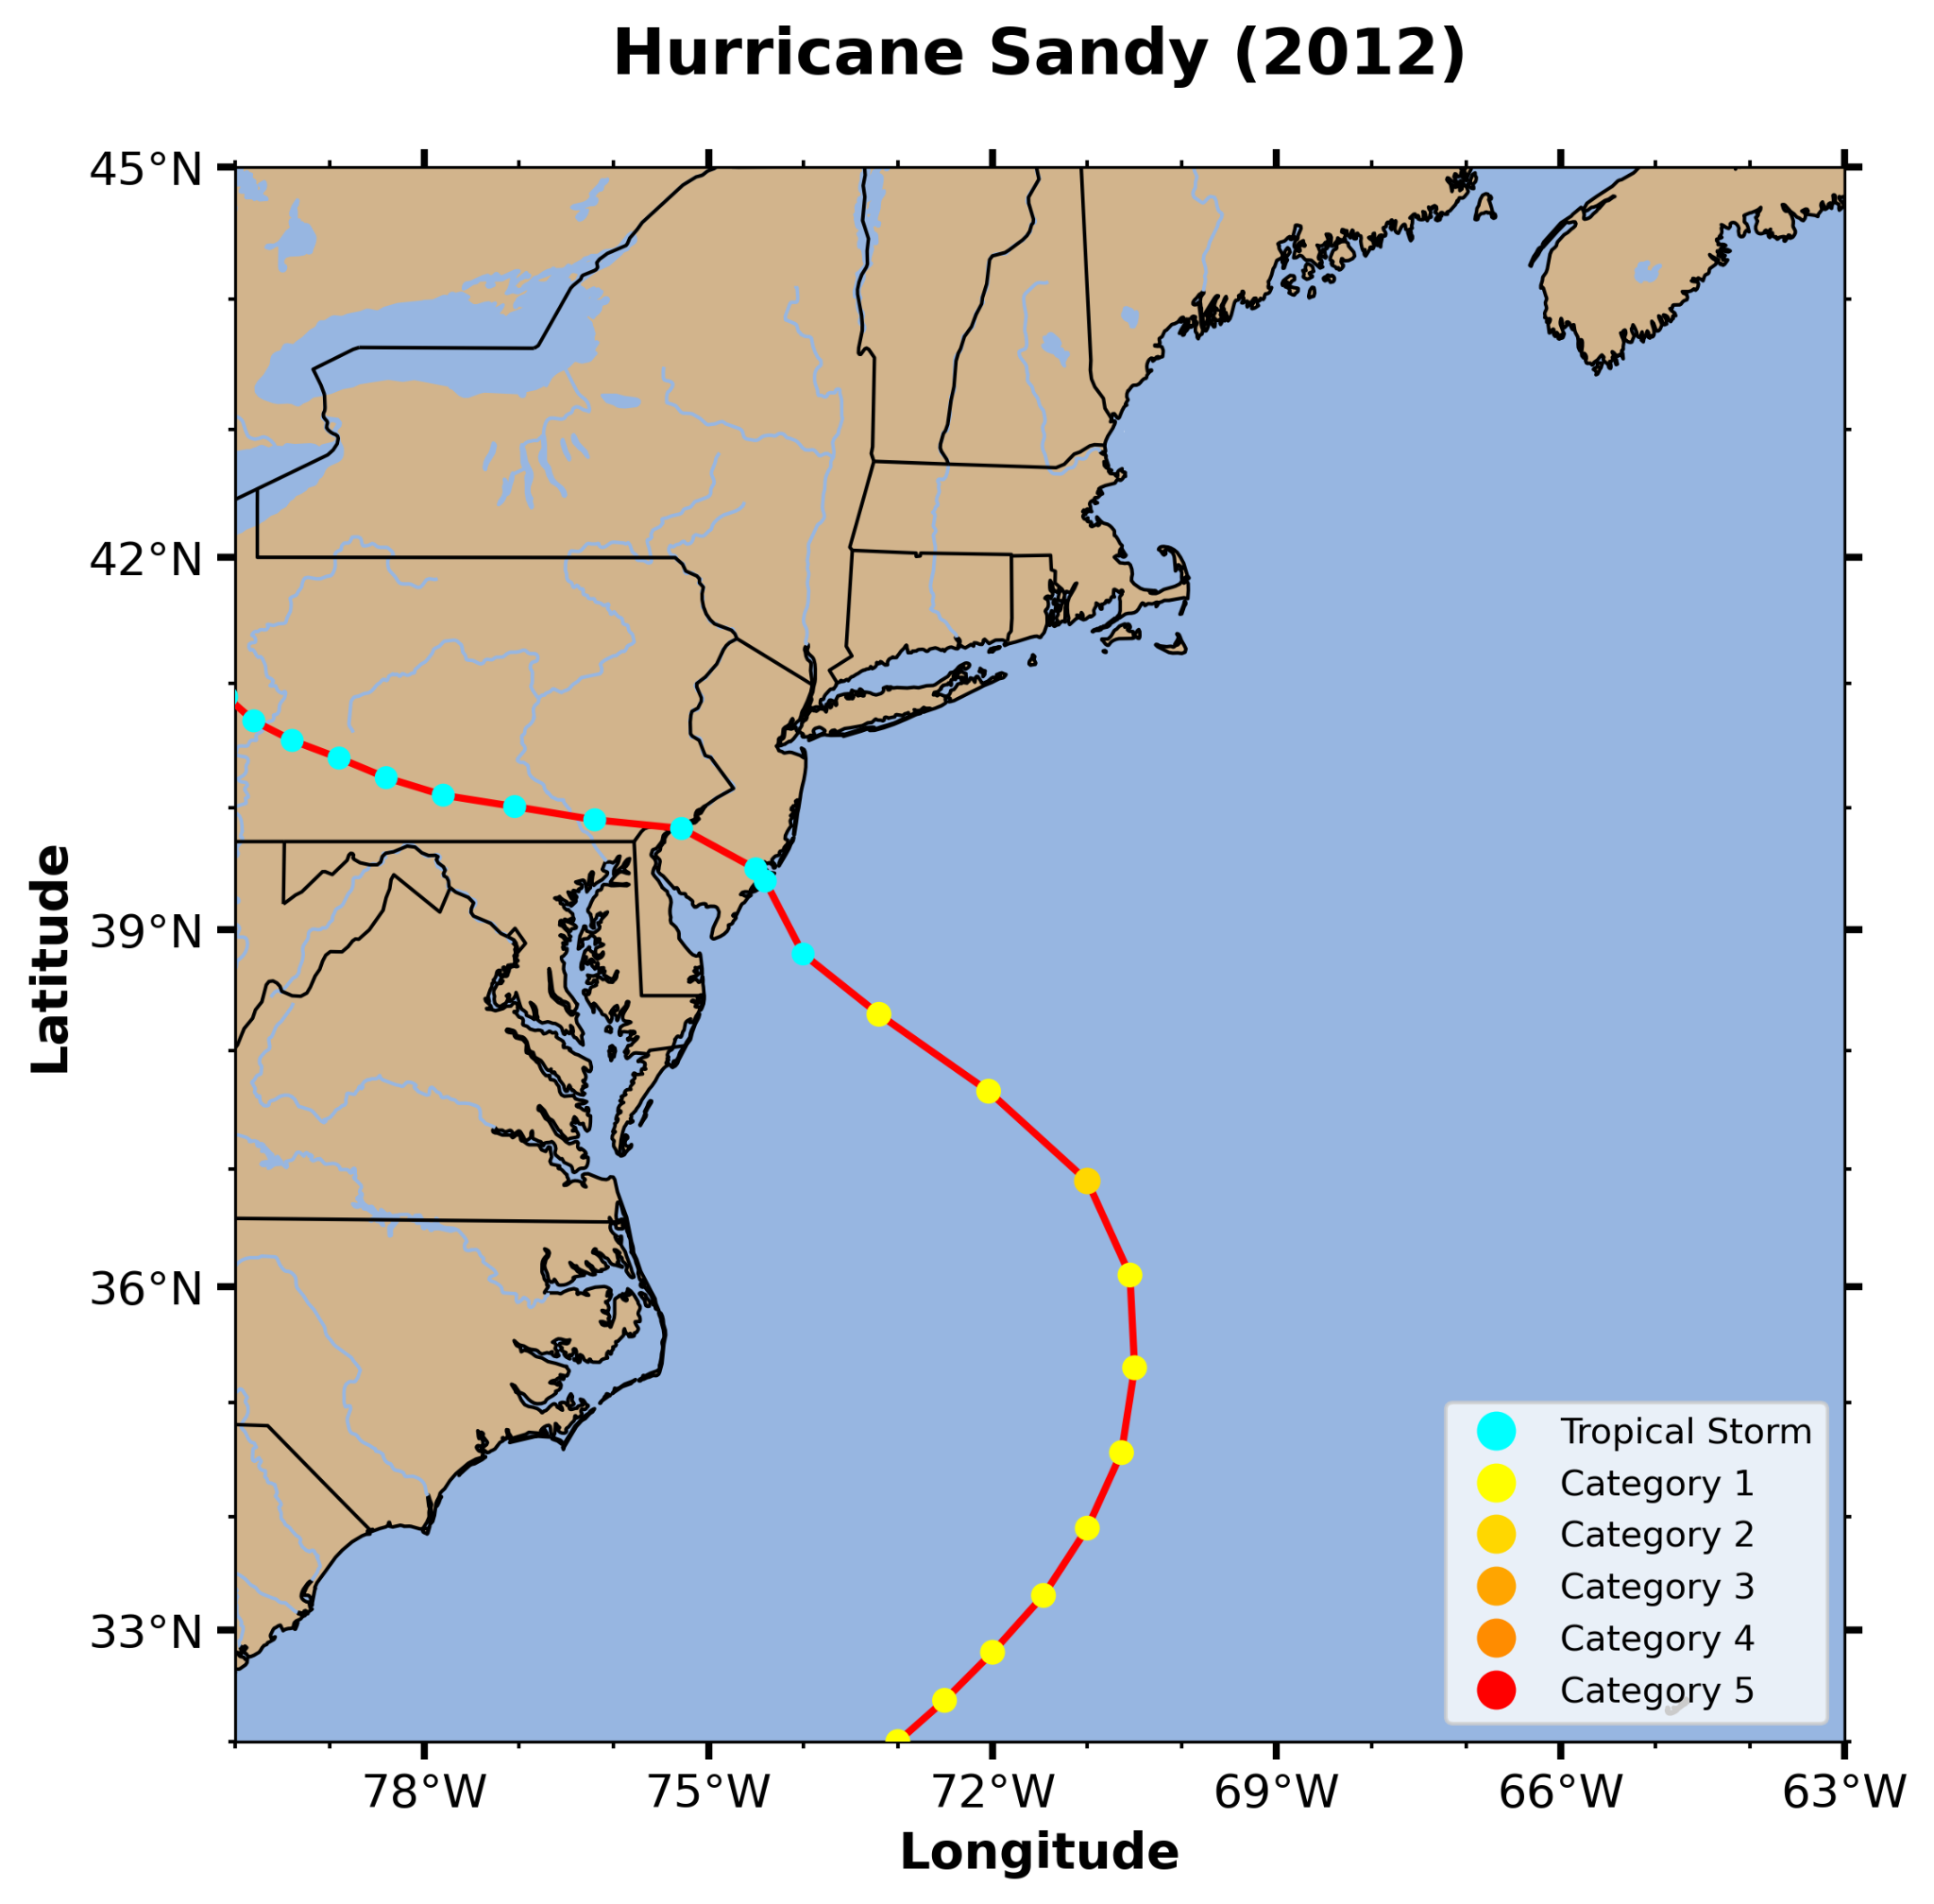 Hurricane Sandy (2012)
45°N
42°N
39°N
36°N
33°N
Latitude
Tropical Storm
Category 1
Category 2
Category 3
Category 4
Category 5
78°W 75°W 72°W 69°W 66°W 63°W
Longitude